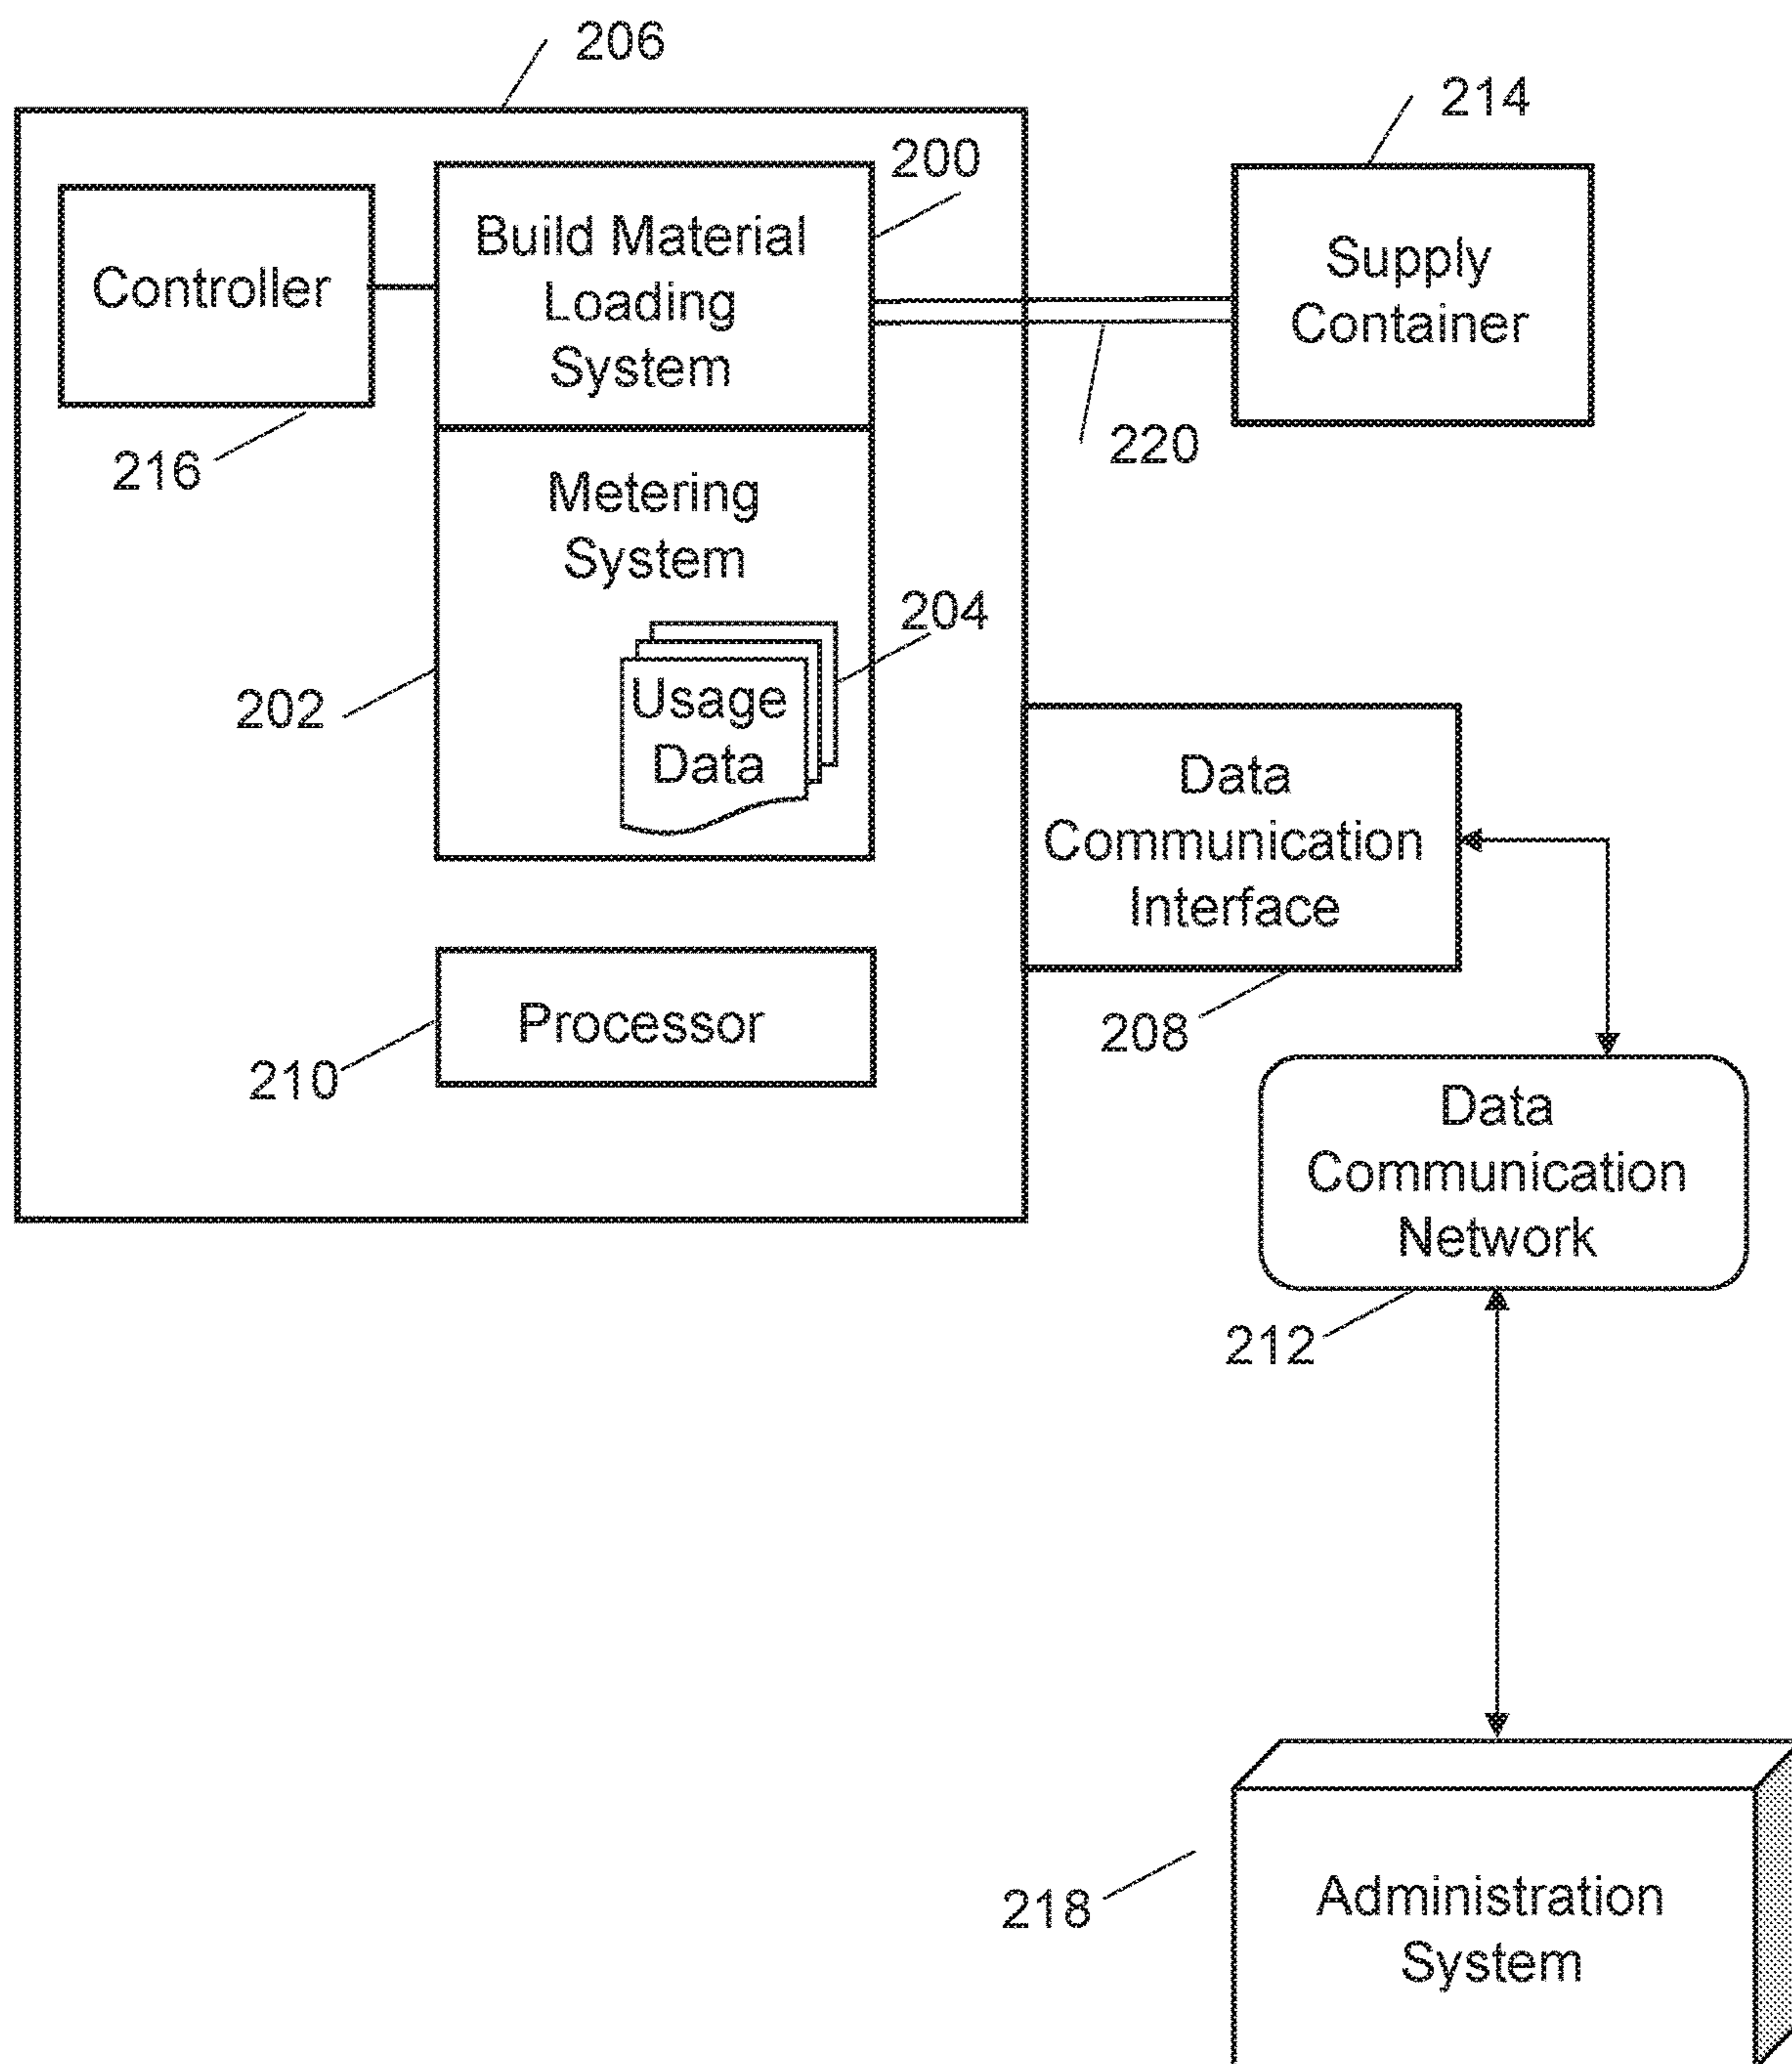 206
214
200
Build Material
Loading
System
Controller
Supply
Container
216
220
Metering
System
204
Usage
Data
202
Data
Communication
Interface
208
Processor
210
Data
Communication
Network
212
218
Administration
System